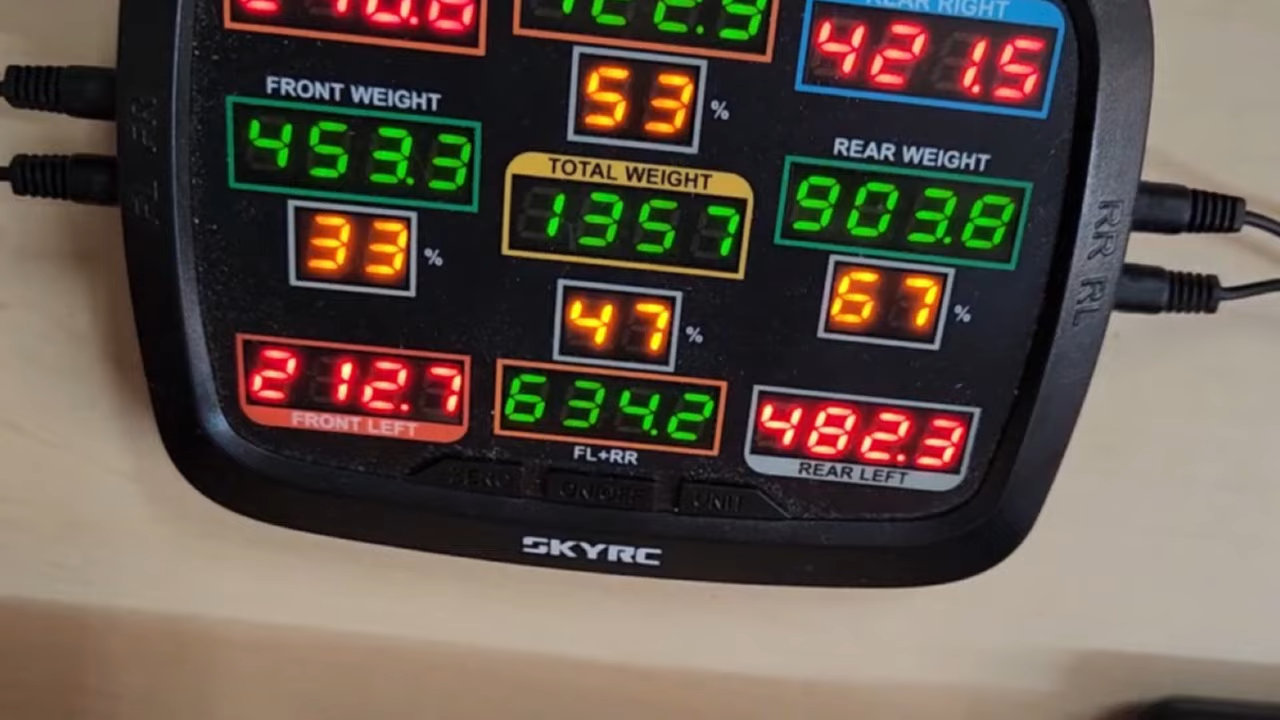 REAR RIGHT
421.5
53 %
FRONT WEIGHT
453.3
33 %
TOTAL WEIGHT
1357
47 %
REAR WEIGHT
903.8
67 %
212.7
FRONT LEFT
634.2
FL+RR
482.3
REAR LEFT
ZERO
ON/OFF
UNIT
SKYRC
RR RL